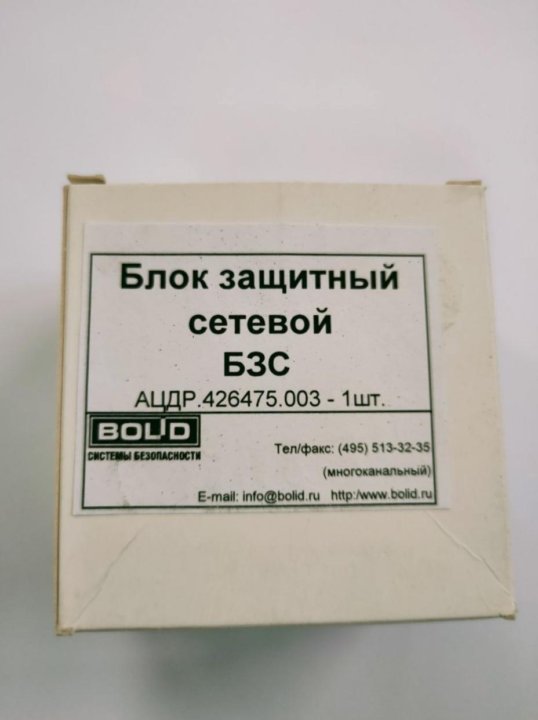 Блок защитный
сетевой
БЗС
АЦДР.426475.003 - 1шт.
BOLID
СИСТЕМЫ БЕЗОПАСНОСТИ
Тел/факс: (495) 513-32-35
(многоканальный)
E-mail: info@bolid.ru http:/www.bolid.ru